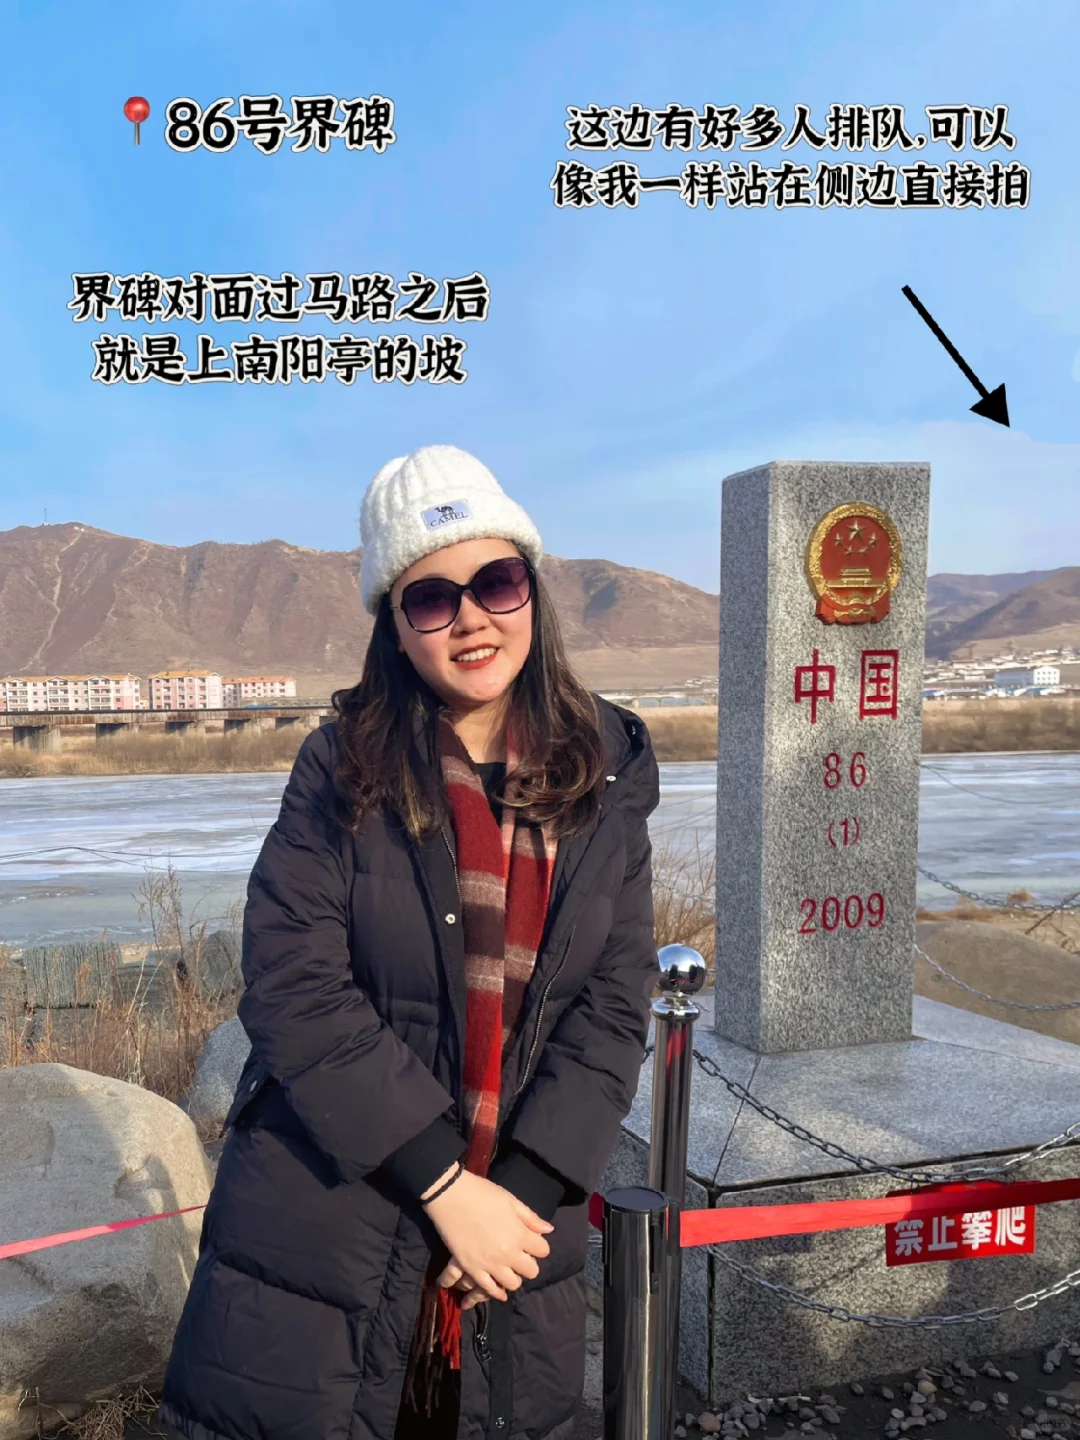 86号界碑
这边有好多人排队,可以
像我一样站在侧边直接拍
界碑对面过马路之后
就是上南阳亭的坡
CAMEL
中国
86
(1)
2009
禁止攀爬